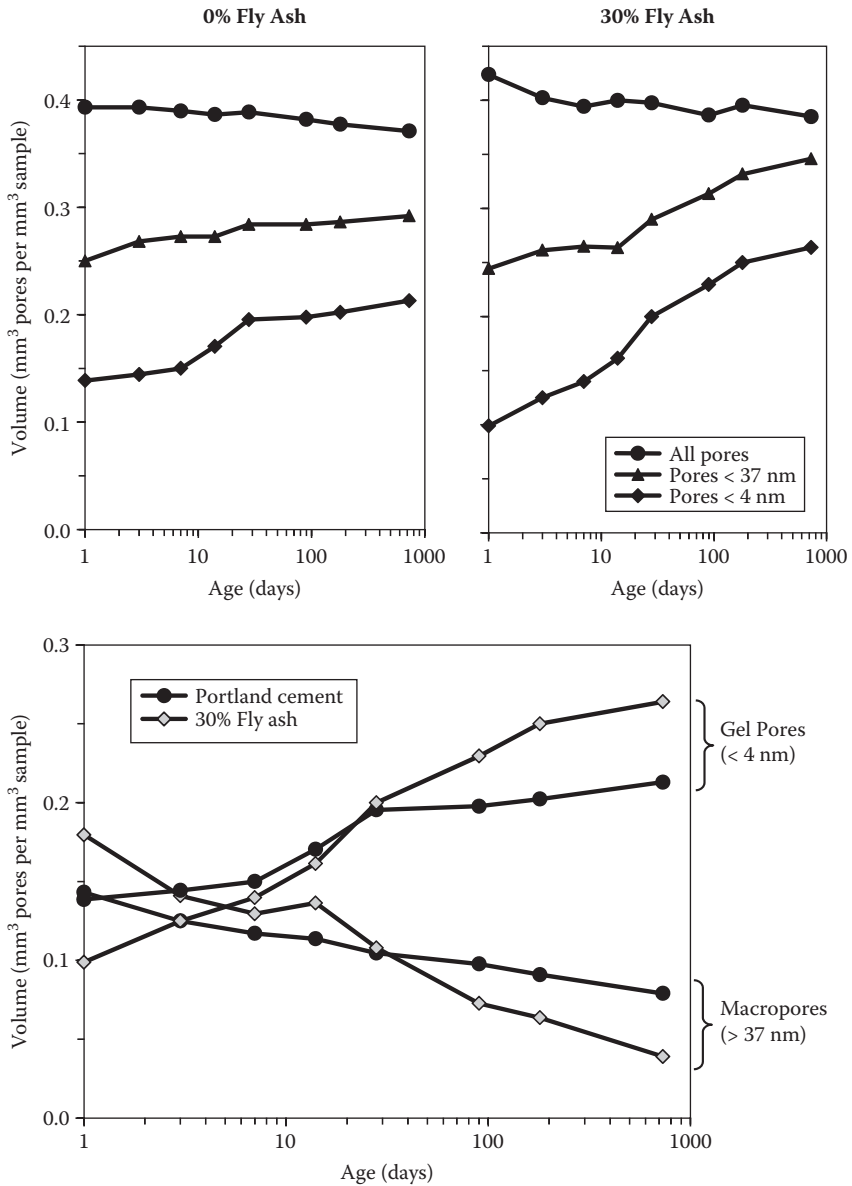 0% Fly Ash
30% Fly Ash
Volume (mm³ pores per mm³ sample)
0.4
0.3
0.2
0.1
0.0
1 10 100 1000
Age (days)
1 10 100 1000
Age (days)
All pores
Pores < 37 nm
Pores < 4 nm
Volume (mm³ pores per mm³ sample)
0.3
0.2
0.1
0.0
Portland cement
30% Fly ash
Gel Pores
(< 4 nm)
Macropores
(> 37 nm)
1 10 100 1000
Age (days)